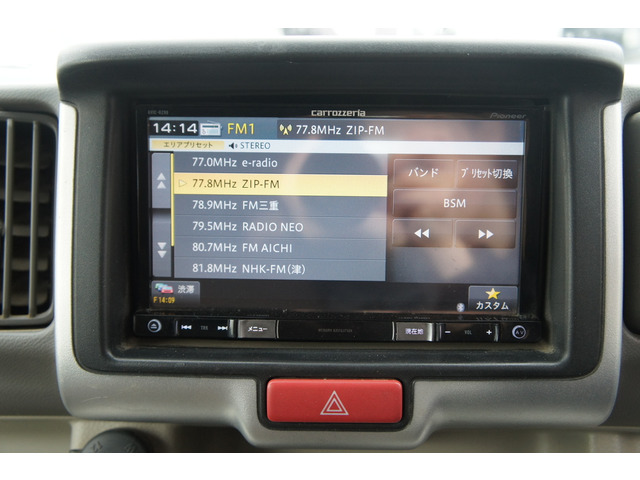 carrozzeria
Pioneer
14:14 FM1 77.8MHz ZIP-FM
エリアプリセット STEREO
77.0MHz e-radio
77.8MHz ZIP-FM
78.9MHz FM三重
79.5MHz RADIO NEO
80.7MHz FM AICHI
81.8MHz NHK-FM(津)
バンド
プリセット切換
BSM
渋滞
F14:09
カスタム
TRK
メニュー
現在地
− VOL +